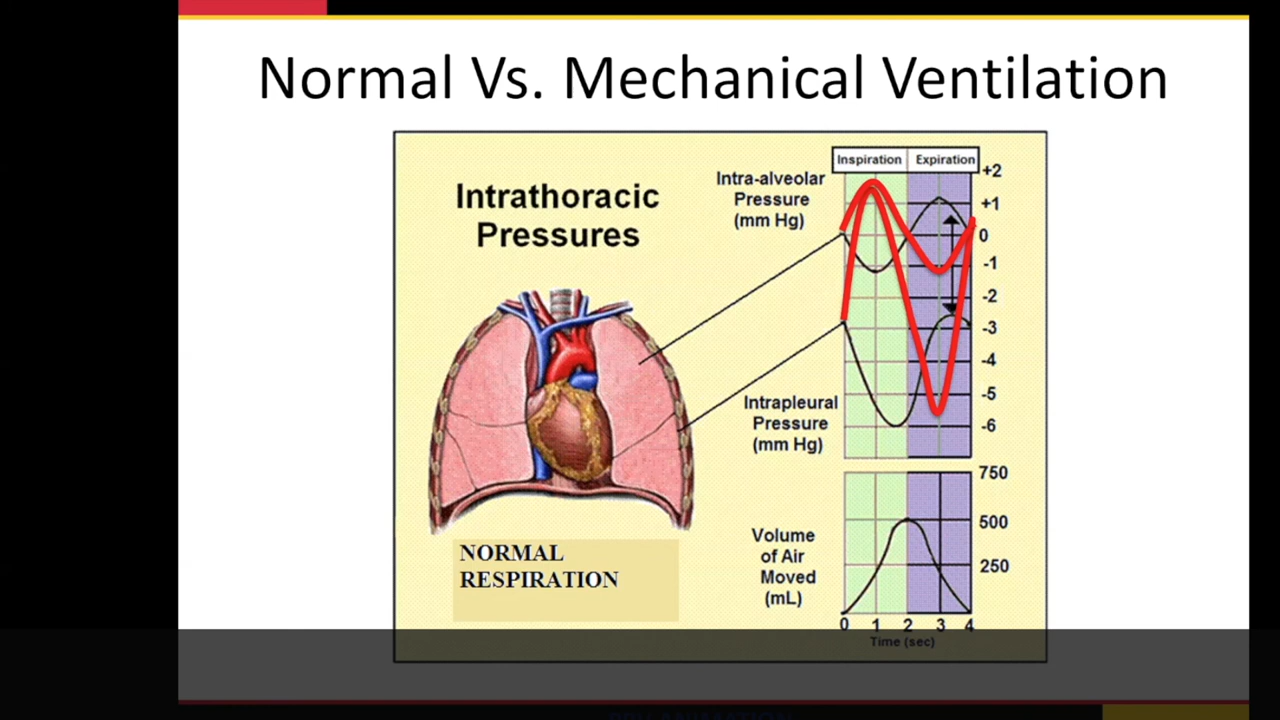 Normal Vs. Mechanical Ventilation
Intrathoracic
Pressures
Intra-alveolar
Pressure
(mm Hg)
Inspiration
Expiration
+2
+1
0
-1
-2
-3
-4
-5
-6
Intrapleural
Pressure
(mm Hg)
750
500
250
Volume
of Air
Moved
(mL)
0 1 2 3 4
Time (sec)
NORMAL
RESPIRATION